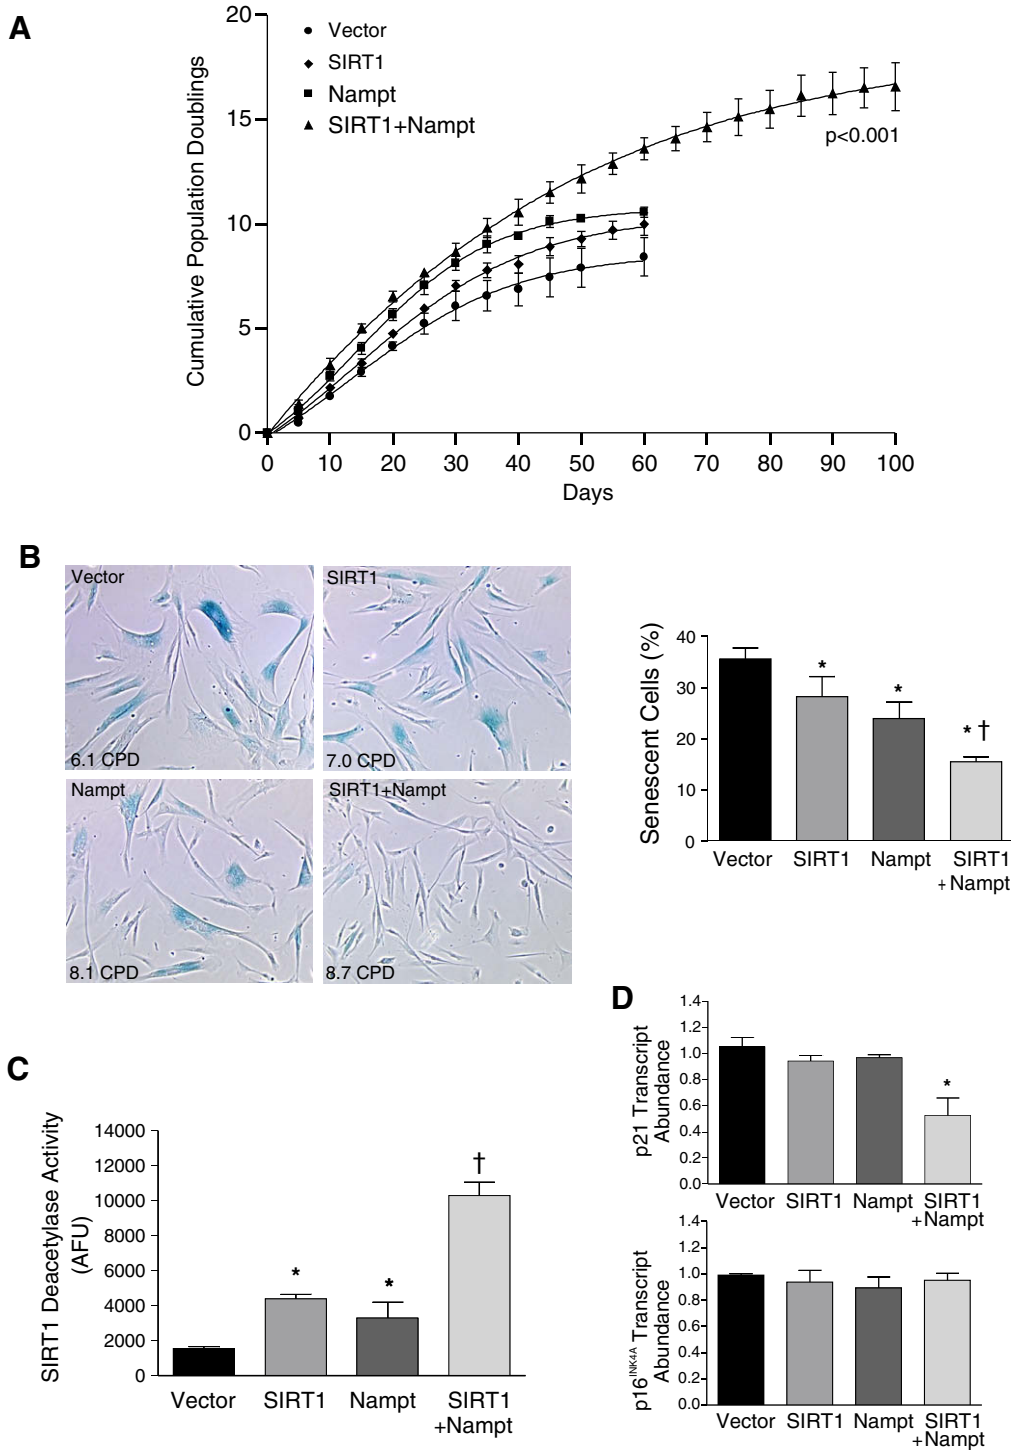 A
Cumulative Population Doublings
20
15
10
5
0
Vector
SIRT1
Nampt
SIRT1+Nampt
p<0.001
0 10 20 30 40 50 60 70 80 90 100
Days
B
Vector
6.1 CPD
SIRT1
7.0 CPD
Nampt
8.1 CPD
SIRT1+Nampt
8.7 CPD
Senescent Cells (%)
40
30
20
10
0
*
*
* †
Vector SIRT1 Nampt SIRT1
+Nampt
C
SIRT1 Deacetylase Activity
(AFU)
14000
12000
10000
8000
6000
4000
2000
0
*
*
†
Vector SIRT1 Nampt SIRT1
+Nampt
D
p21 Transcript
Abundance
1.4
1.2
1.0
0.8
0.6
0.4
0.2
0.0
*
Vector SIRT1 Nampt SIRT1
+Nampt
p16INK4A Transcript
Abundance
1.4
1.2
1.0
0.8
0.6
0.4
0.2
0.0
Vector SIRT1 Nampt SIRT1
+Nampt